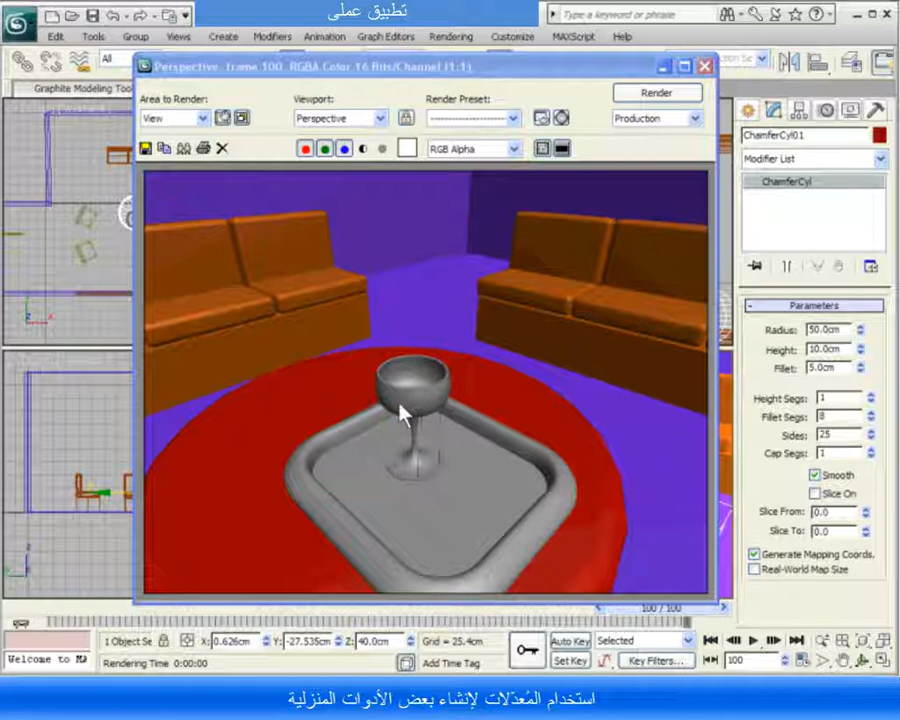 تطبيق عملى
Type a keyword or phrase
Edit Tools Group Views Create Modifiers Animation Graph Editors Rendering Customize MAXScript Help
All
Perspective, frame 100, RGBA Color 16 Bits/Channel (1:1)
Graphite Modeling Too
Area to Render:
View
Viewport:
Perspective
Render Preset:
Render
Production
RGB Alpha
ChamferCyl01
Modifier List
ChamferCyl
Parameters
Radius: 50.0cm
Height: 10.0cm
Fillet: 5.0cm
Height Segs: 1
Fillet Segs: 8
Sides: 25
Cap Segs: 1
Smooth
Slice On
Slice From: 0.0
Slice To: 0.0
Generate Mapping Coords.
Real-World Map Size
100 / 100
1 Object Se X: 0.626cm Y: -27.535cm Z: 40.0cm Grid = 25.4cm Auto Key Selected
Welcome to MA Rendering Time 0:00:00 Add Time Tag Set Key Key Filters... 100
استخدام المُعدّلات لإنشاء بعض الأدوات المنزلية